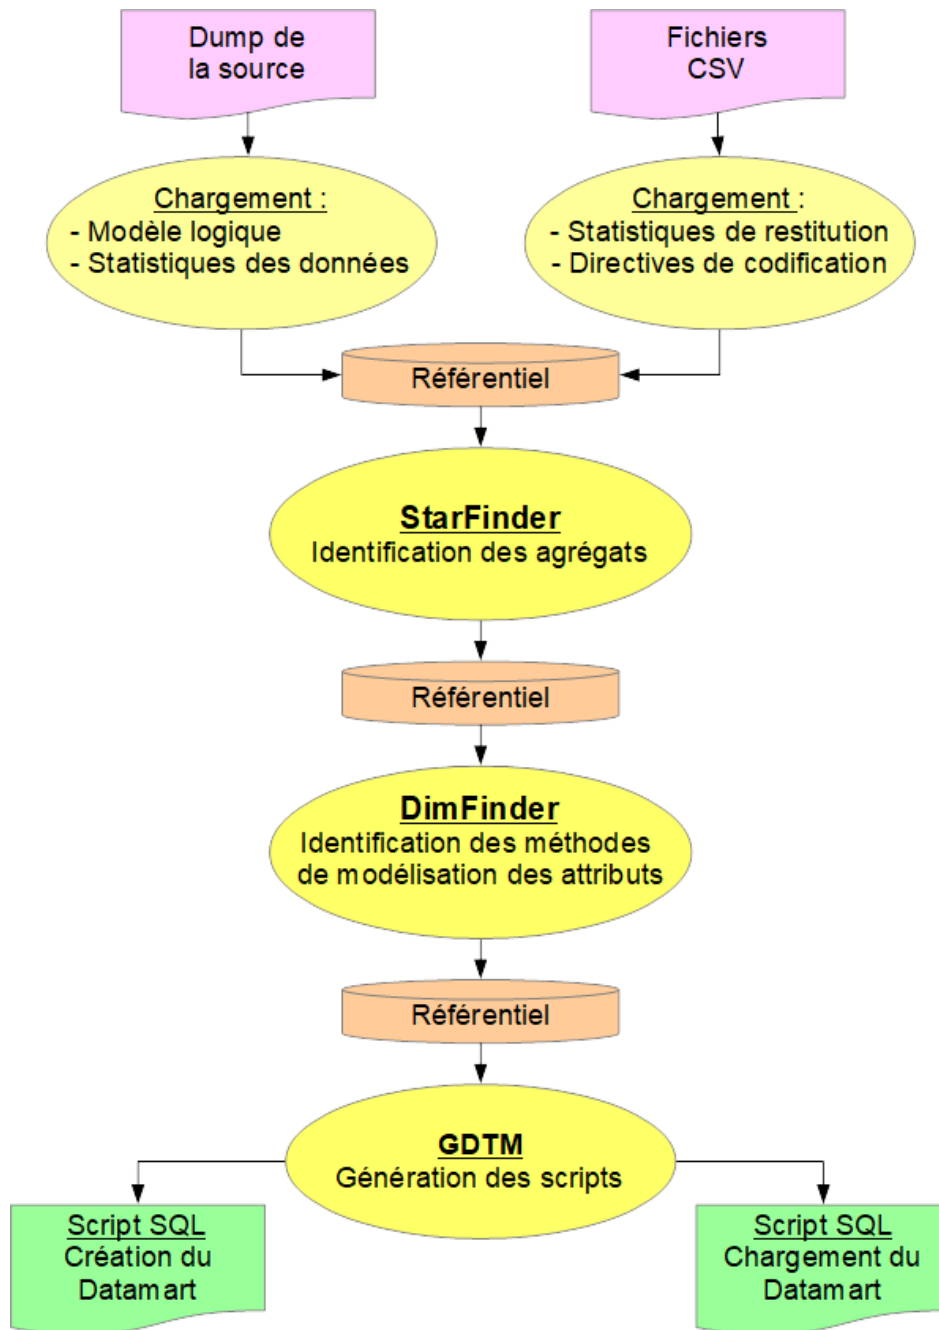 Dump de
la source
Fichiers
CSV
Chargement :
- Modèle logique
- Statistiques des données
Chargement :
- Statistiques de restitution
- Directives de codification
Référentiel
StarFinder
Identification des agrégats
Référentiel
DimFinder
Identification des méthodes
de modélisation des attributs
Référentiel
GDTM
Génération des scripts
Script SQL
Création du
Datamart
Script SQL
Chargement du
Datamart